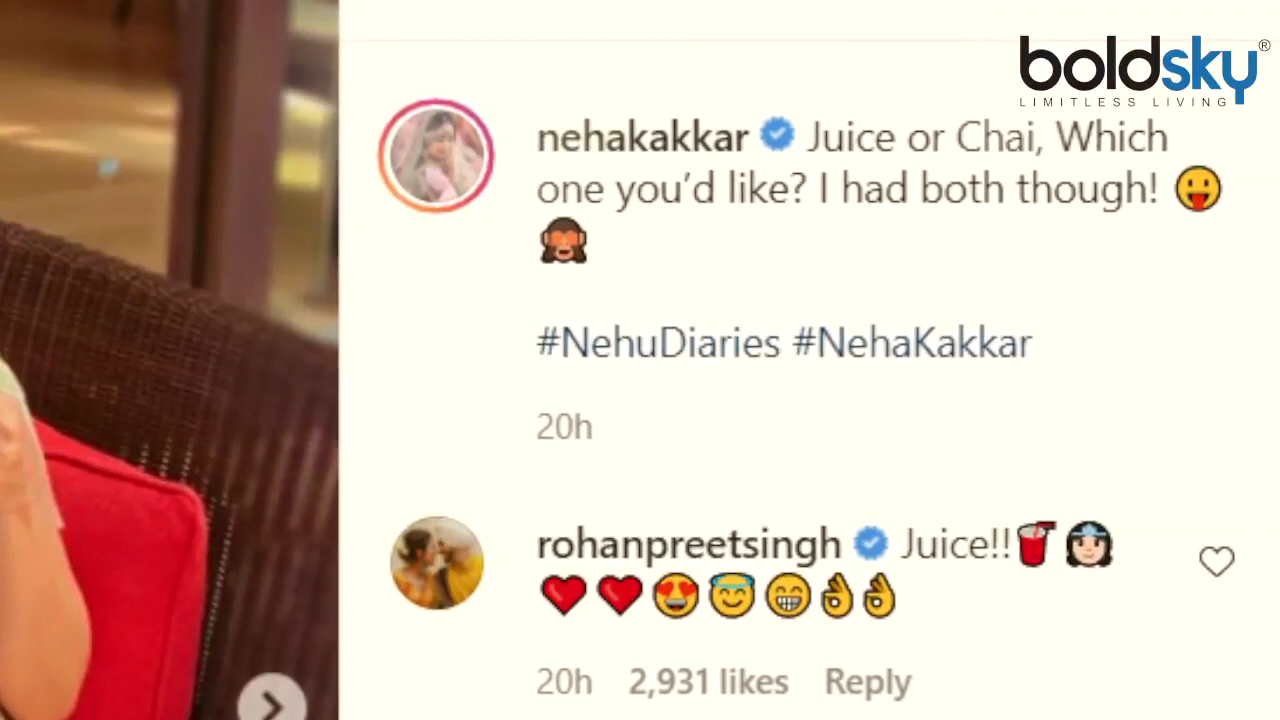 boldsky®
LIMITLESS LIVING
nehakakkar Juice or Chai, Which
one you'd like? I had both though! 😛
🙈
#NehuDiaries #NehaKakkar
20h
rohanpreetsingh Juice!!🥤👸🏻
❤️❤️😍😇😁👌👌
20h 2,931 likes Reply